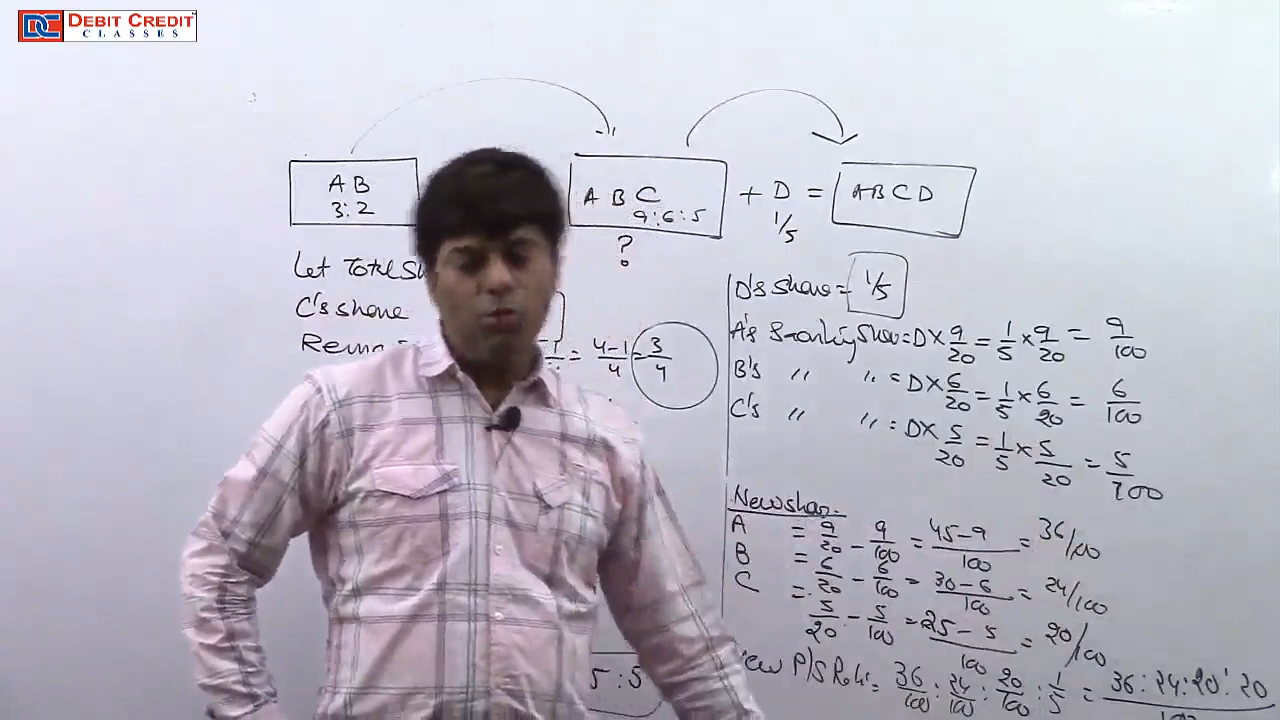 DEBIT CREDIT
CLASSES
A B
3:2
A B C
9:6:5
?
+ D =
1/5
A B C D
Let Total
C's share
= 4-1/4 = 3/4
D's share = 1/5
A's = D × 9/20 = 1/5 × 9/20 = 9/100
B's " " = D × 6/20 = 1/5 × 6/20 = 6/100
C's " " = D × 5/20 = 1/5 × 5/20 = 5/100
New share
A = 9/20 - 9/100 = 45-9/100 = 36/100
B = 6/20 - 6/100 = 30-6/100 = 24/100
C = 5/20 - 5/100 = 25-5/100 = 20/100
P/S Ratio = 36/100 : 24/100 : 20/100 : 1/5 = 36:24:20:20
5:5